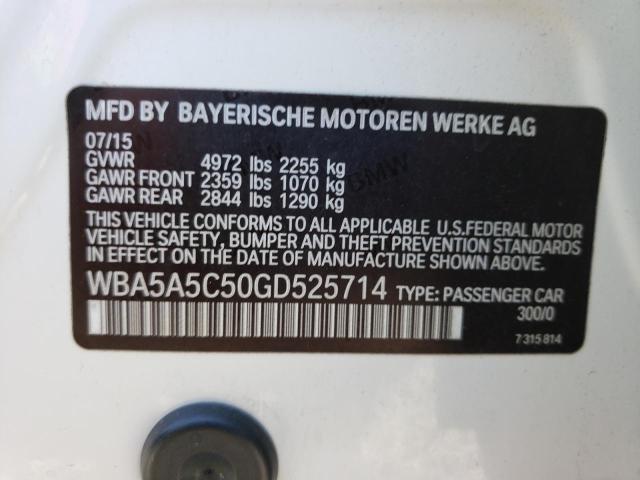 MFD BY BAYERISCHE MOTOREN WERKE AG
07/15
GVWR 4972 lbs 2255 kg
GAWR FRONT 2359 lbs 1070 kg
GAWR REAR 2844 lbs 1290 kg
THIS VEHICLE CONFORMS TO ALL APPLICABLE U.S.FEDERAL MOTOR
VEHICLE SAFETY, BUMPER AND THEFT PREVENTION STANDARDS
IN EFFECT ON THE DATE OF MANUFACTURE SHOWN ABOVE.
WBA5A5C50GD525714 TYPE: PASSENGER CAR
300/0
7 315 814
BMW